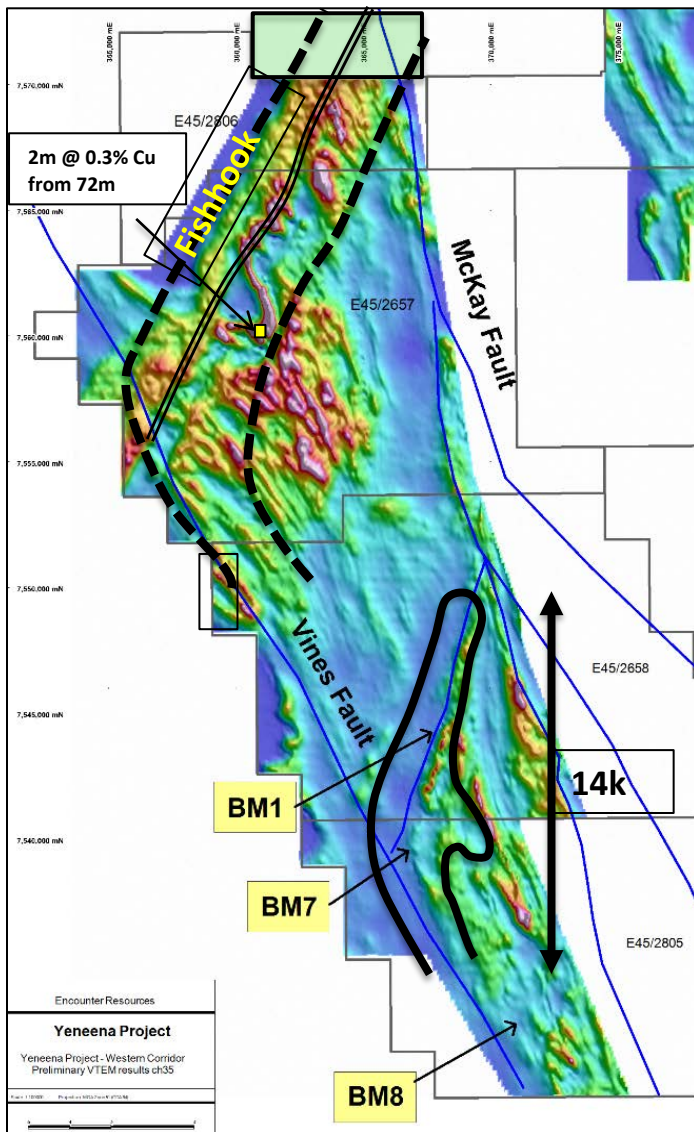 355,000 mE
360,000 mE
365,000 mE
370,000 mE
375,000 mE
7,570,000 mN
E45/2806
2m @ 0.3% Cu
from 72m
Fishhook
7,565,000 mN
McKay Fault
E45/2657
7,560,000 mN
7,555,000 mN
7,550,000 mN
Vines Fault
E45/2658
7,545,000 mN
14k
BM1
7,540,000 mN
BM7
E45/2805
Encounter Resources
Yeneena Project
Yeneena Project - Western Corridor
Preliminary VTEM results ch35
BM8